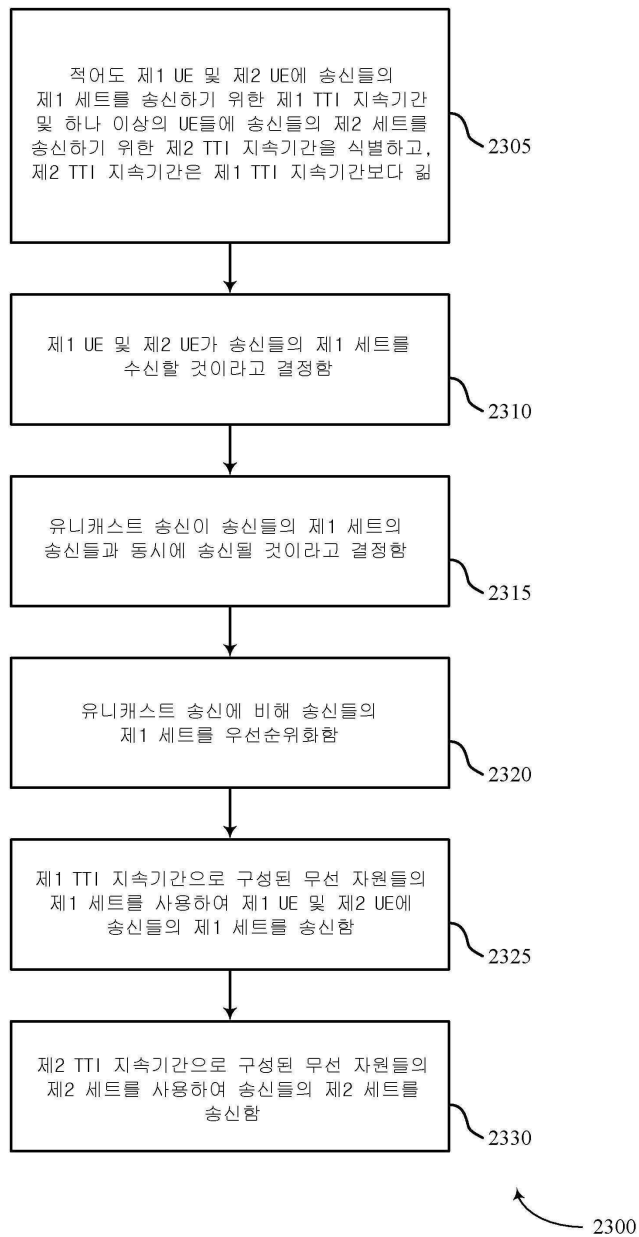 적어도 제1 UE 및 제2 UE에 송신들의
제1 세트를 송신하기 위한 제1 TTI 지속기간
및 하나 이상의 UE들에 송신들의 제2 세트를
송신하기 위한 제2 TTI 지속기간을 식별하고,
제2 TTI 지속기간은 제1 TTI 지속기간보다 긺
2305
제1 UE 및 제2 UE가 송신들의 제1 세트를
수신할 것이라고 결정함
2310
유니캐스트 송신이 송신들의 제1 세트의
송신들과 동시에 송신될 것이라고 결정함
2315
유니캐스트 송신에 비해 송신들의
제1 세트를 우선순위화함
2320
제1 TTI 지속기간으로 구성된 무선 자원들의
제1 세트를 사용하여 제1 UE 및 제2 UE에
송신들의 제1 세트를 송신함
2325
제2 TTI 지속기간으로 구성된 무선 자원들의
제2 세트를 사용하여 송신들의 제2 세트를
송신함
2330
2300